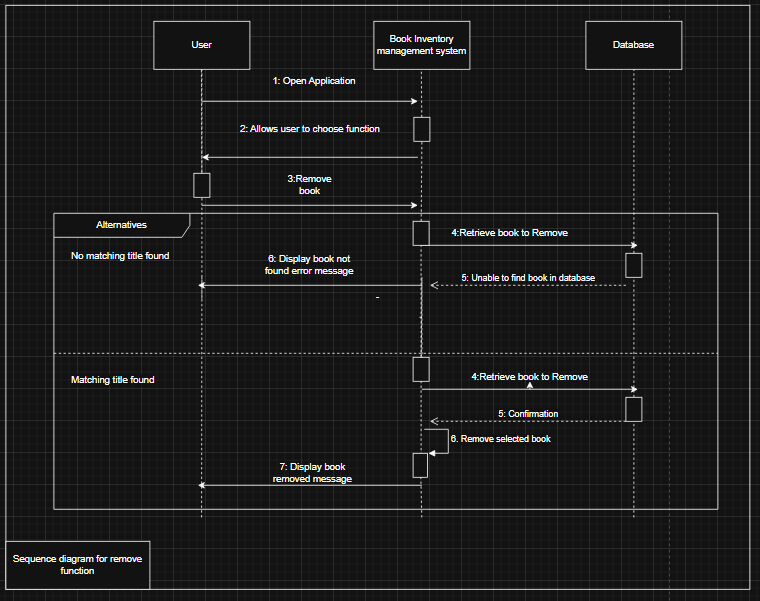 User
Book Inventory
management system
Database
1: Open Application
2: Allows user to choose function
3:Remove
book
Alternatives
4:Retrieve book to Remove
No matching title found
6: Display book not
found error message
5: Unable to find book in database
-
Matching title found
4:Retrieve book to Remove
5: Confirmation
6. Remove selected book
7: Display book
removed message
Sequence diagram for remove
function